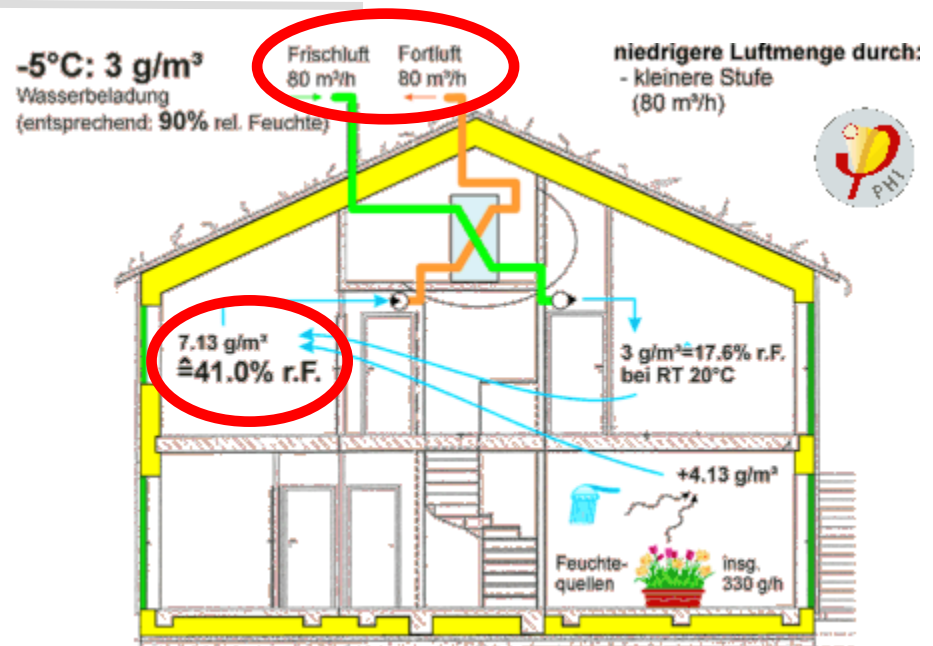 -5°C: 3 g/m³
Wasserbeladung
(entsprechend: 90% rel. Feuchte)
Frischluft
80 m³/h
Fortluft
80 m³/h
niedrigere Luftmenge durch:
- kleinere Stufe
(80 m³/h)
PHI
7.13 g/m³
≙41.0% r.F.
3 g/m³≙17.6% r.F.
bei RT 20°C
+4.13 g/m³
Feuchte-
quellen
insg.
330 g/h